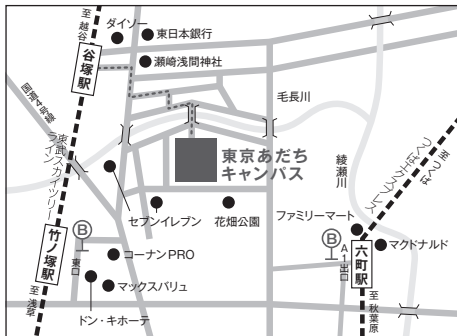 至 越谷
ダイソー
東日本銀行
谷塚駅
瀬崎浅間神社
国道4号線
毛長川
東武スカイツリー
ライン
東京あだち
キャンパス
綾瀬川
至 つくば
つくばエクスプレス
セブンイレブン
花畑公園
ファミリーマート
B
B
竹ノ塚駅
東口
コーナンPRO
A1出口
六町駅
マクドナルド
マックスバリュ
至 浅草
ドン・キホーテ
至 秋葉原